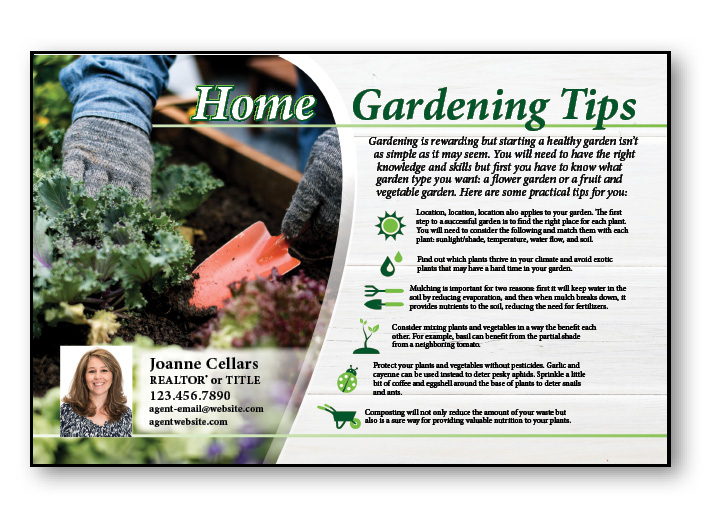 Home Gardening Tips
Gardening is rewarding but starting a healthy garden isn't
as simple as it may seem. You will need to have the right
knowledge and skills but first you have to know what
garden type you want: a flower garden or a fruit and
vegetable garden. Here are some practical tips for you:
Location, location, location also applies to your garden. The first
step to a successful garden is to find the right place for each plant.
You will need to consider the following and match them with each
plant: sunlight/shade, temperature, water flow, and soil.
Find out which plants thrive in your climate and avoid exotic
plants that may have a hard time in your garden.
Mulching is important for two reasons: first it will keep water in the
soil by reducing evaporation, and then when mulch breaks down, it
provides nutrients to the soil, reducing the need for fertilizers.
Consider mixing plants and vegetables in a way the benefit each
other. For example, basil can benefit from the partial shade
from a neighboring tomato.
Protect your plants and vegetables without pesticides. Garlic and
cayenne can be used instead to deter pesky aphids. Sprinkle a little
bit of coffee and eggshell around the base of plants to deter snails
and ants.
Composting will not only reduce the amount of your waste but
also is a sure way for providing valuable nutrition to your plants.
Joanne Cellars
REALTOR® or TITLE
123.456.7890
agent-email@website.com
agentwebsite.com